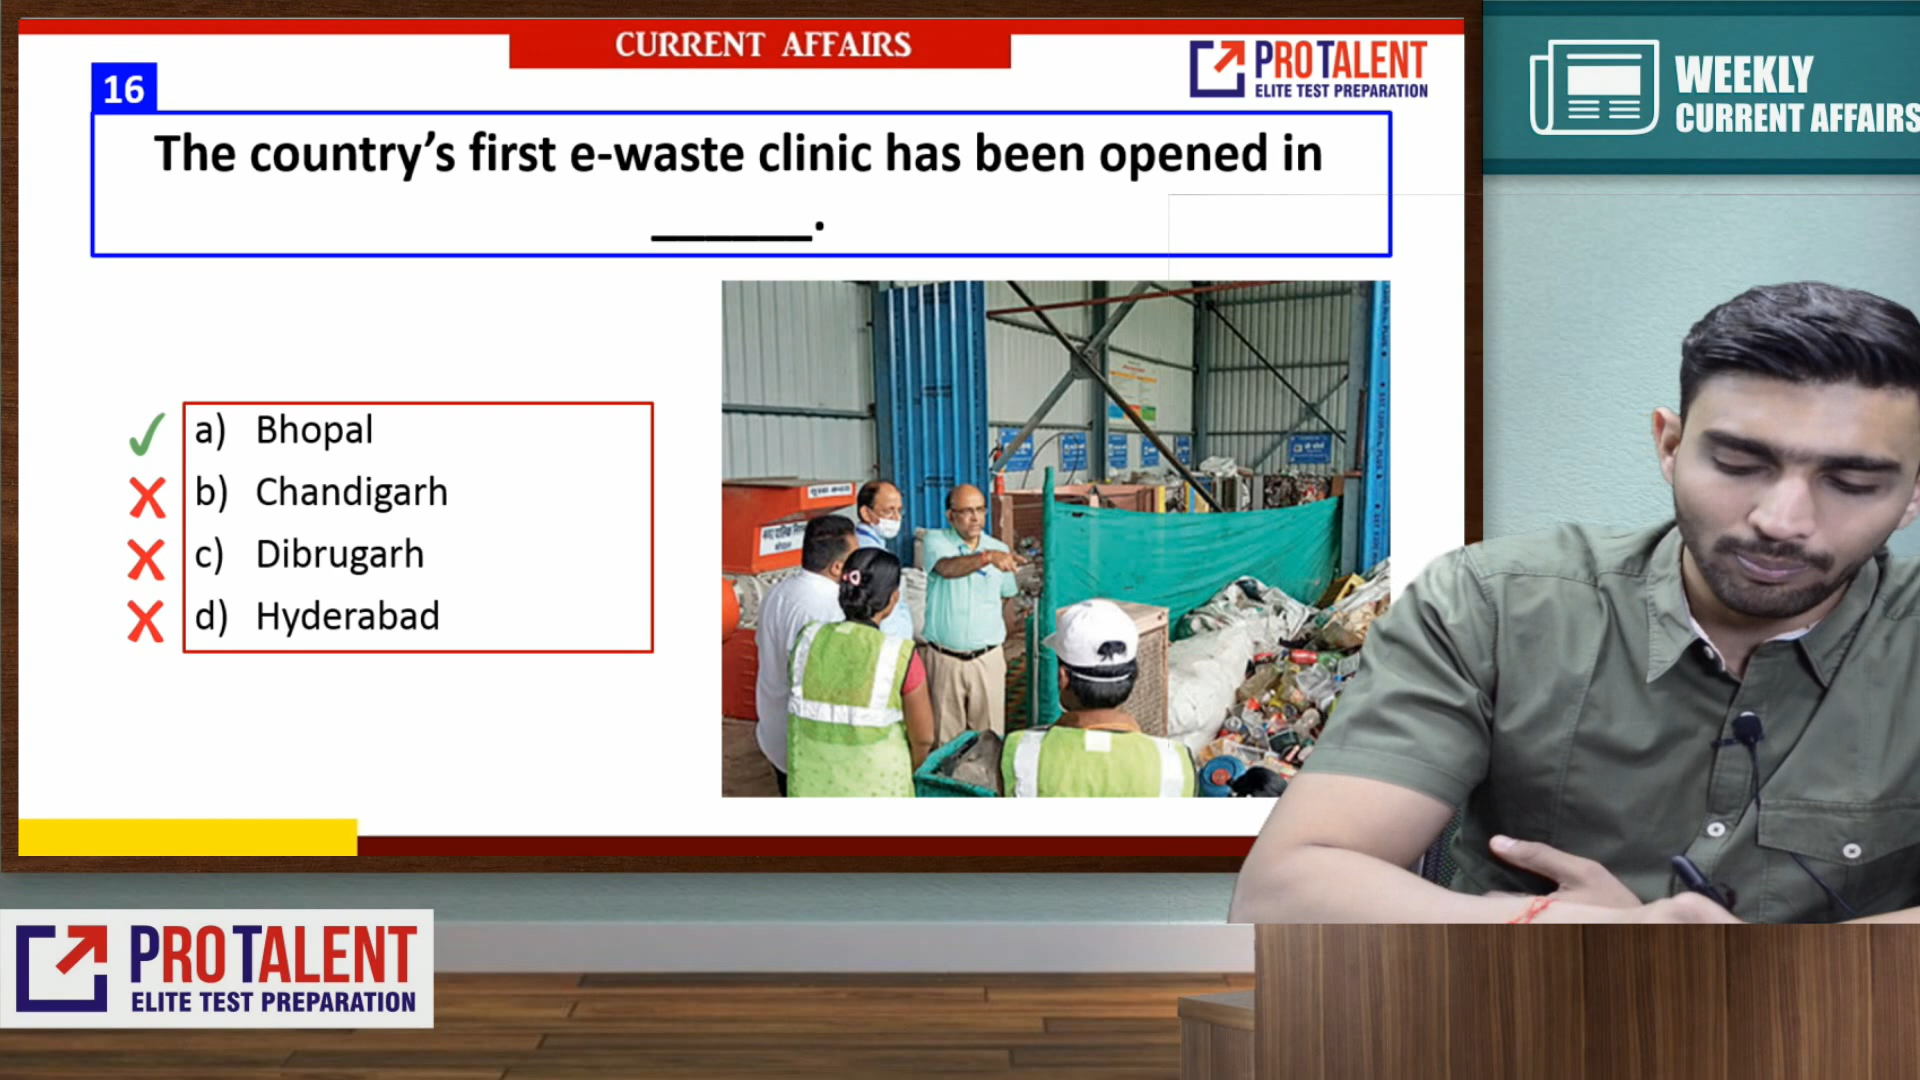 CURRENT AFFAIRS
PROTALENT
ELITE TEST PREPARATION
WEEKLY
CURRENT AFFAIRS
16
The country’s first e-waste clinic has been opened in
______.
a) Bhopal
b) Chandigarh
c) Dibrugarh
d) Hyderabad
PROTALENT
ELITE TEST PREPARATION